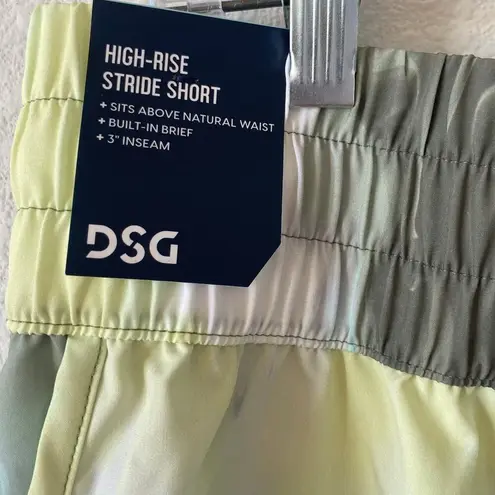 HIGH-RISE
STRIDE SHORT
+ SITS ABOVE NATURAL WAIST
+ BUILT-IN BRIEF
+ 3" INSEAM
DSG